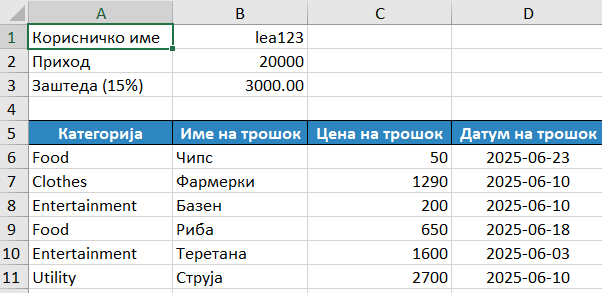 A B C D
1 Корисничко име lea123
2 Приход 20000
3 Заштеда (15%) 3000.00
4
5 Категорија Име на трошок Цена на трошок Датум на трошок
6 Food Чипс 50 2025-06-23
7 Clothes Фармерки 1290 2025-06-10
8 Entertainment Базен 200 2025-06-10
9 Food Риба 650 2025-06-18
10 Entertainment Теретана 1600 2025-06-03
11 Utility Струја 2700 2025-06-10